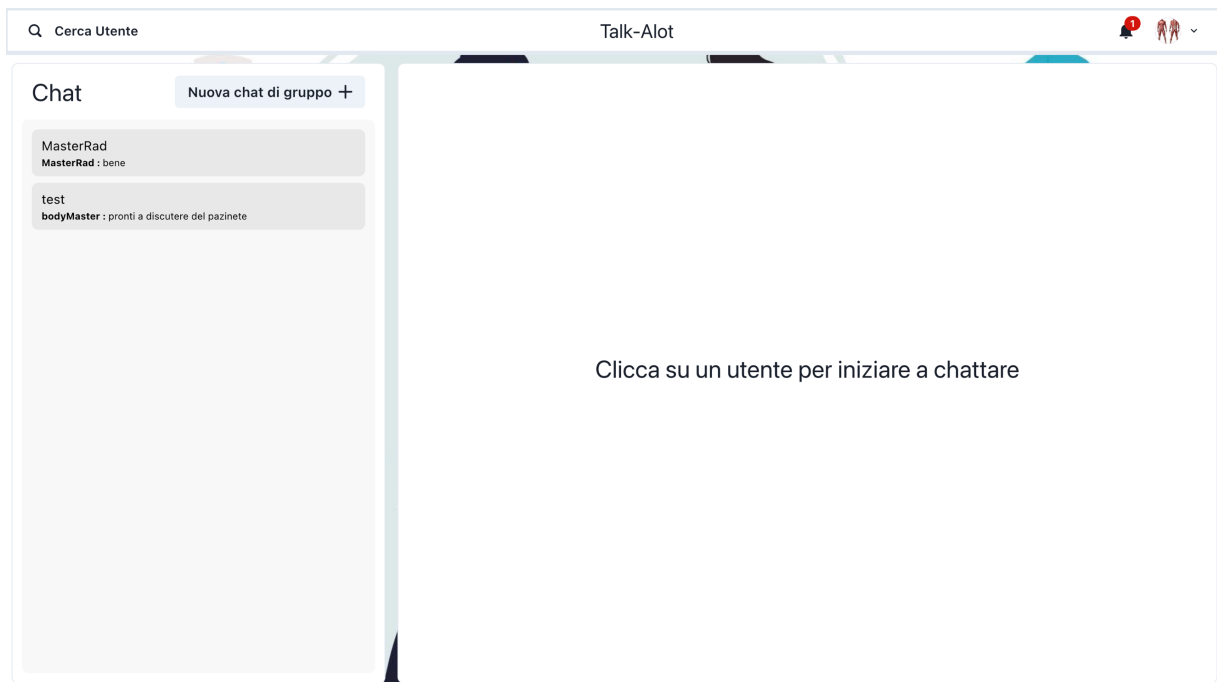 Cerca Utente
Talk-Alot
1
Chat
Nuova chat di gruppo +
MasterRad
MasterRad : bene
test
bodyMaster : pronti a discutere del pazinete
Clicca su un utente per iniziare a chattare